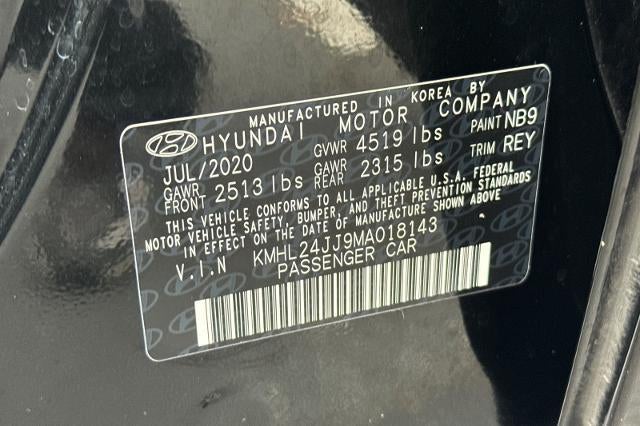 MANUFACTURED IN KOREA BY
HYUNDAI MOTOR COMPANY
JUL/2020 GVWR 4519 lbs PAINT NB9
GAWR FRONT 2513 lbs GAWR REAR 2315 lbs TRIM REY
THIS VEHICLE CONFORMS TO ALL APPLICABLE U.S.A. FEDERAL
MOTOR VEHICLE SAFETY, BUMPER, AND THEFT PREVENTION STANDARDS
IN EFFECT ON THE DATE OF MANUFACTURE SHOWN ABOVE
V.I.N KMHL24JJ9MA018143
PASSENGER CAR